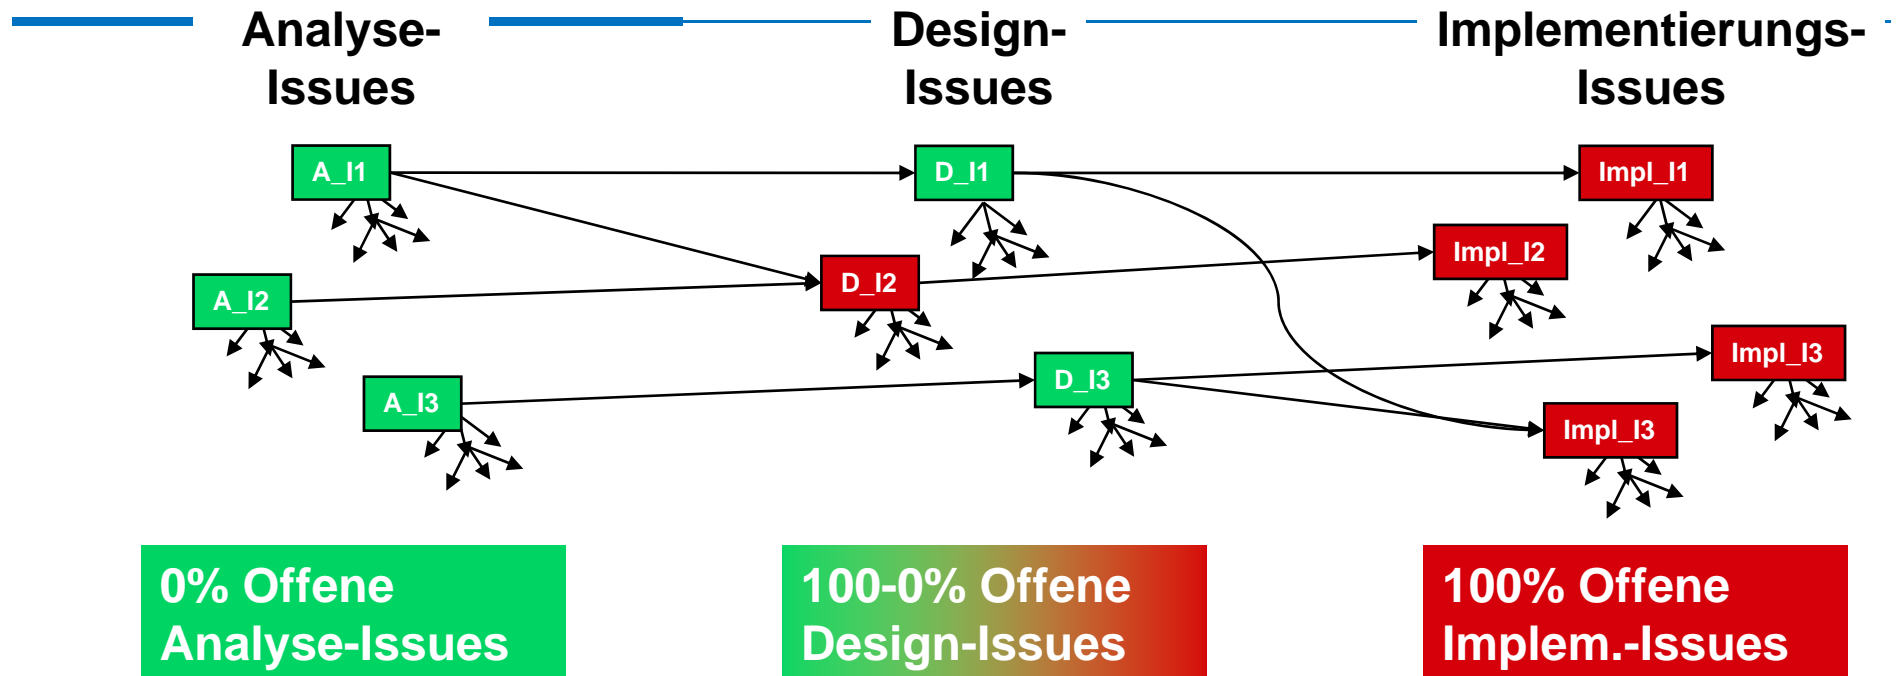 Analyse-
Issues
Design-
Issues
Implementierungs-
Issues
A_I1
D_I1
Impl_I1
A_I2
D_I2
Impl_I2
A_I3
D_I3
Impl_I3
Impl_I3
0% Offene
Analyse-Issues
100-0% Offene
Design-Issues
100% Offene
Implem.-Issues